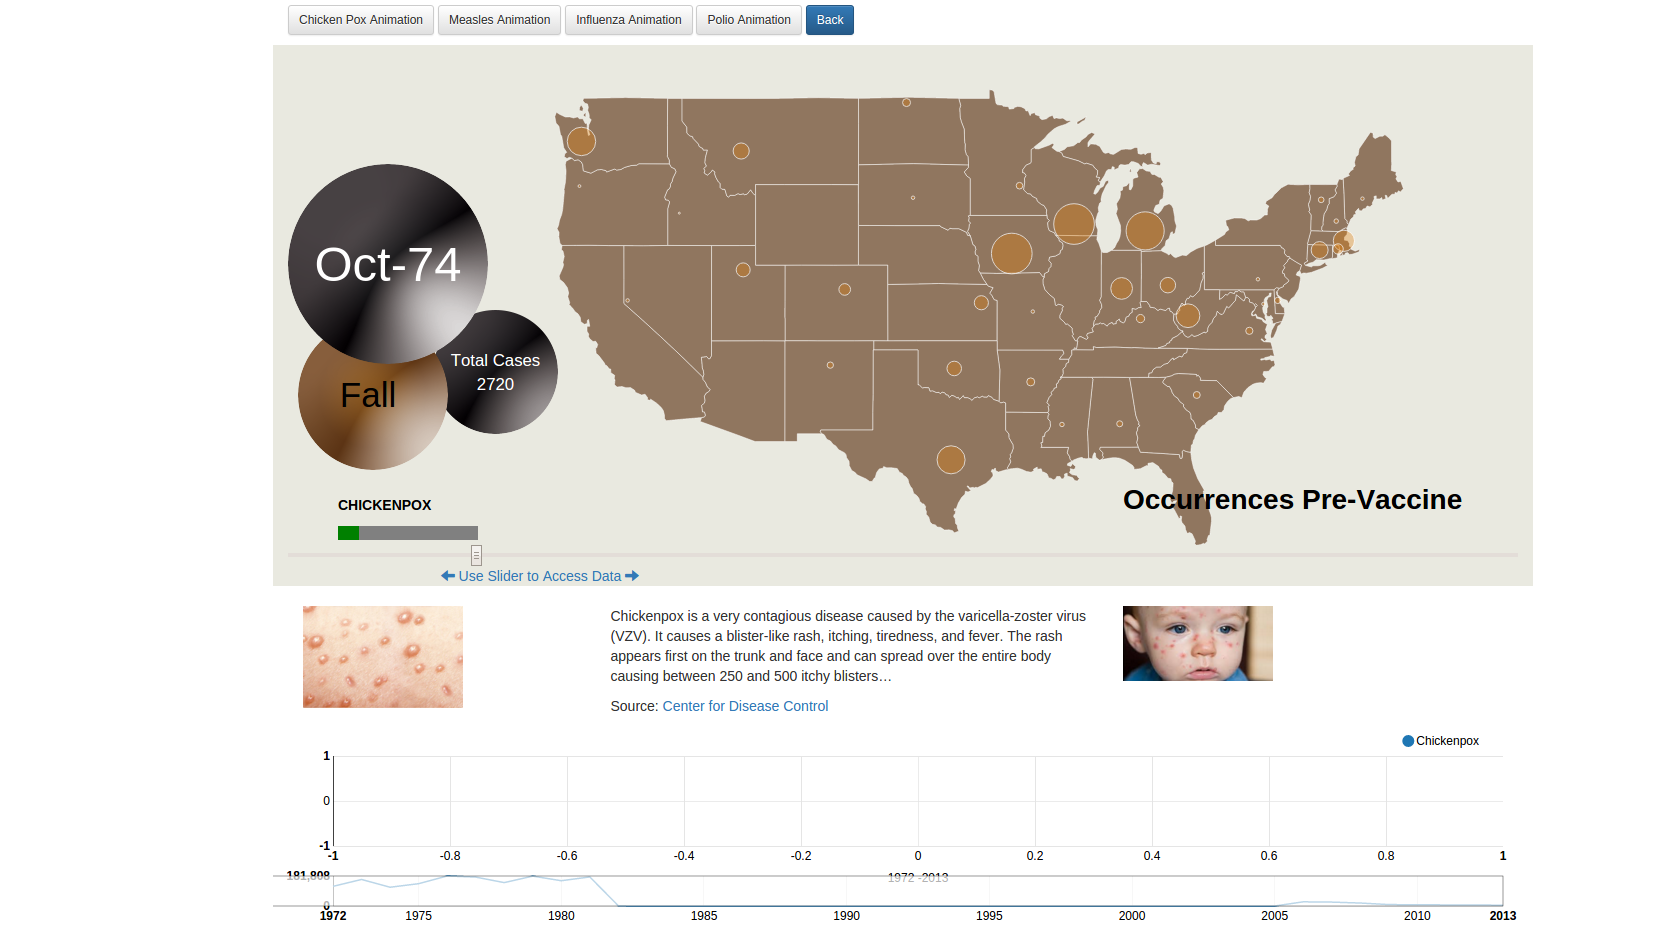 Chicken Pox Animation
Measles Animation
Influenza Animation
Polio Animation
Back
Oct-74
Total Cases
2720
Fall
Occurrences Pre-Vaccine
CHICKENPOX
Use Slider to Access Data
Chickenpox is a very contagious disease caused by the varicella-zoster virus
(VZV). It causes a blister-like rash, itching, tiredness, and fever. The rash
appears first on the trunk and face and can spread over the entire body
causing between 250 and 500 itchy blisters…
Source: Center for Disease Control
Chickenpox
1
0
-1
-1 -0.8 -0.6 -0.4 -0.2 0 0.2 0.4 0.6 0.8 1
181,808
1972 -2013
0
1972 1975 1980 1985 1990 1995 2000 2005 2010 2013